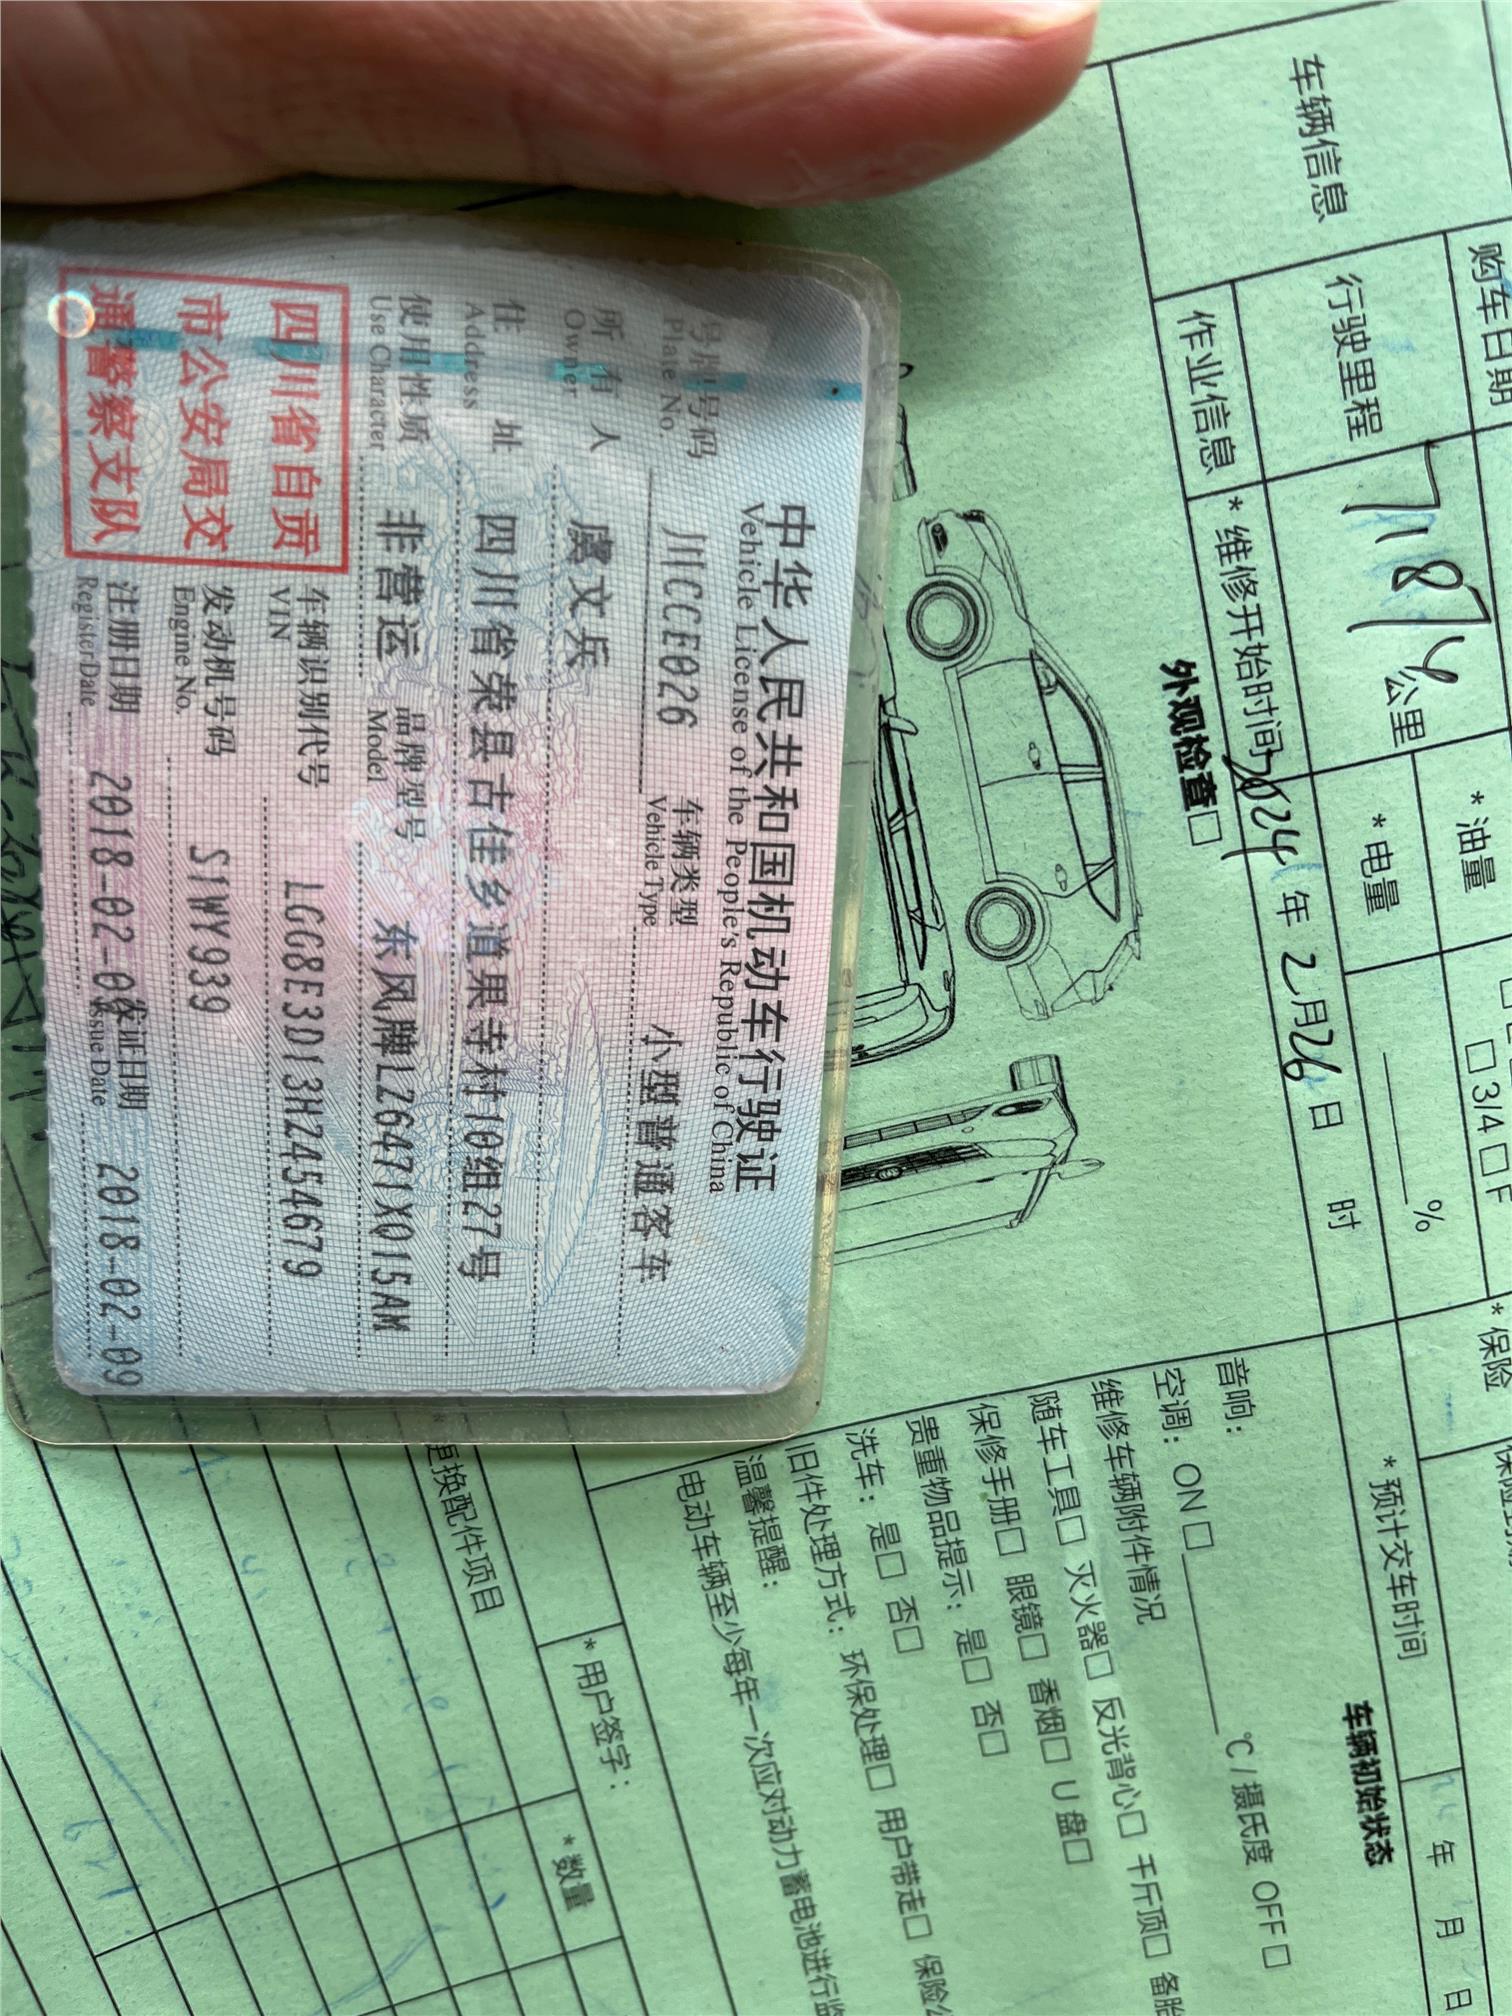 中华人民共和国机动车行驶证
Vehicle License of the People's Republic of China
号牌号码 川CCE026 车辆类型 小型普通客车
Plate No. Vehicle Type
所有人 虞文兵
Owner
住址 四川省荣县古佳乡道果寺村10组27号
Address
使用性质 非营运 品牌型号 东风牌LZ6471XQ15AM
Use Character Model
四川省自贡
市公安局交
通警察支队
车辆识别代号 LGG8E3D13H2454679
VIN
发动机号码 S1WY939
Engine No.
注册日期 2018-02-08 发证日期 2018-02-09
Register Date Issue Date
购车日期
*油量 3/4 F
*保险
车辆信息
行驶里程 公里
*电量 %
*预计交车时间 年 月 日
作业信息
*维修开始时间 2024年2月26日 时
外观检查
车辆初始状态
音响:
空调: ON ℃/摄氏度 OFF
维修车辆附件情况
随车工具 灭火器 反光背心 千斤顶 备胎
保修手册 眼镜 香烟 U盘
贵重物品提示: 是 否
洗车: 是 否
旧件处理方式: 环保处理 用户带走 保险公
温馨提醒:
电动车辆至少每年一次应对动力蓄电池进行
*用户签字:
更换配件项目
*数量